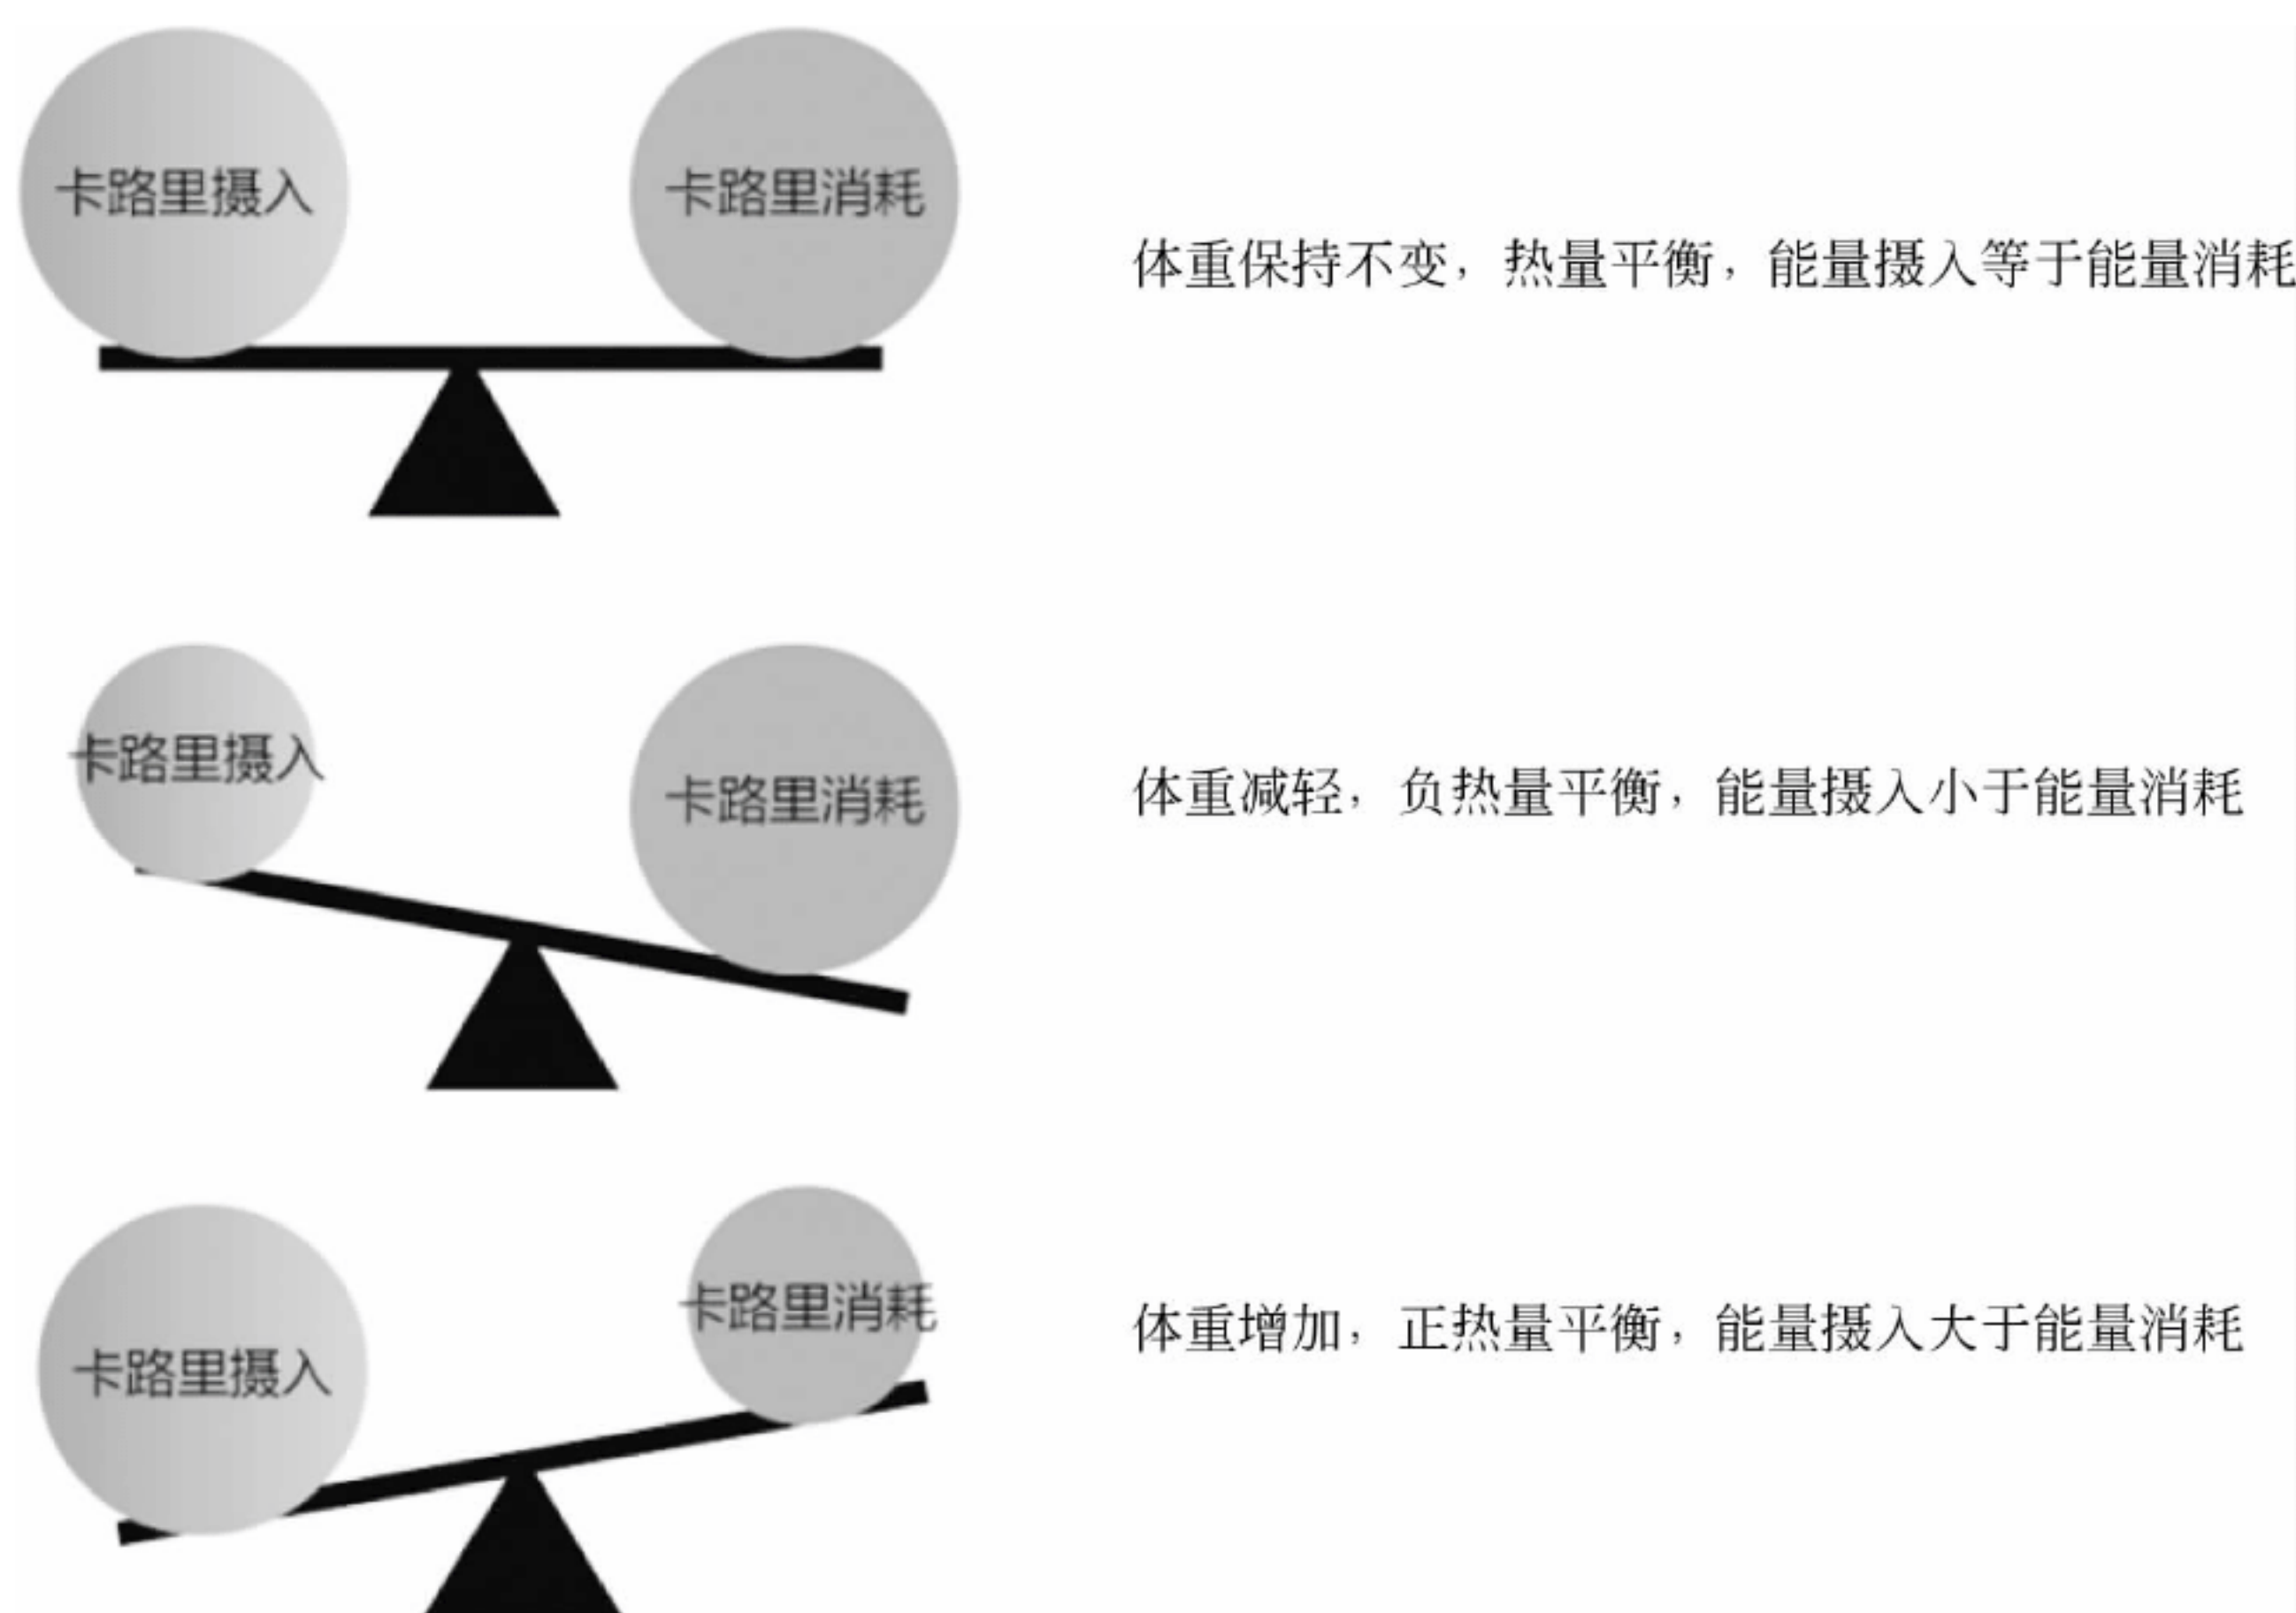 卡路里摄入
卡路里消耗
体重保持不变，热量平衡，能量摄入等于能量消耗
卡路里摄入
卡路里消耗
体重减轻，负热量平衡，能量摄入小于能量消耗
卡路里消耗
卡路里摄入
体重增加，正热量平衡，能量摄入大于能量消耗